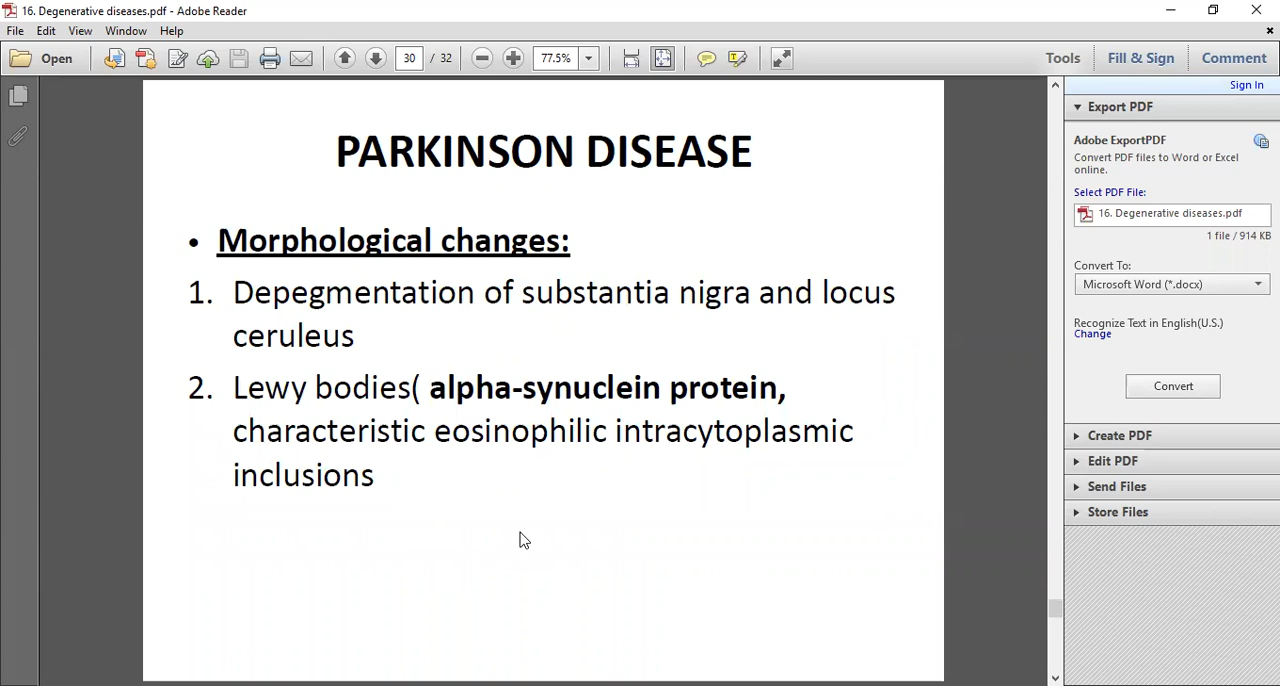 16. Degenerative diseases.pdf - Adobe Reader
File Edit View Window Help
Open 30 / 32 77.5% Tools Fill & Sign Comment
Sign In
Export PDF
Adobe ExportPDF
Convert PDF files to Word or Excel
online.
Select PDF File:
16. Degenerative diseases.pdf
1 file / 914 KB
Convert To:
Microsoft Word (*.docx)
Recognize Text in English(U.S.)
Change
Convert
Create PDF
Edit PDF
Send Files
Store Files
PARKINSON DISEASE
• Morphological changes:
1. Depegmentation of substantia nigra and locus
ceruleus
2. Lewy bodies( alpha-synuclein protein,
characteristic eosinophilic intracytoplasmic
inclusions